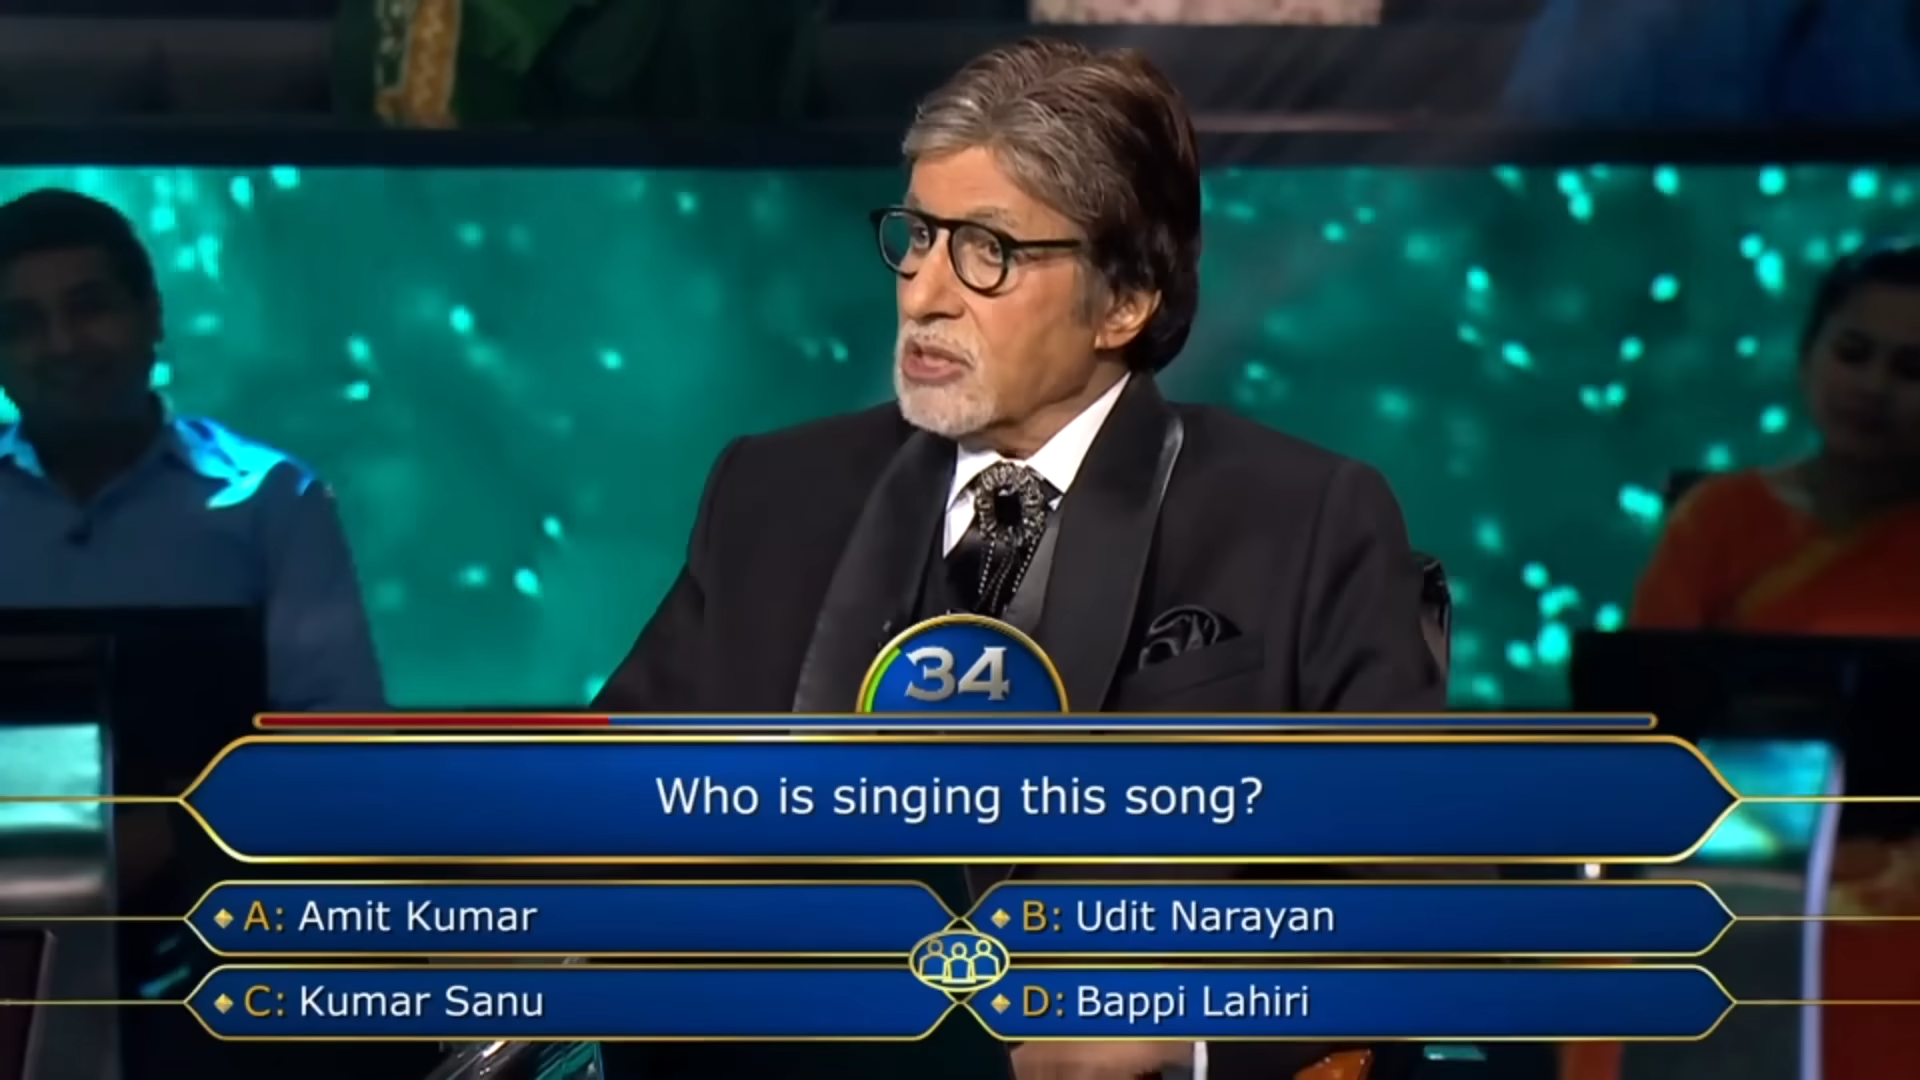 34
Who is singing this song?
A: Amit Kumar
B: Udit Narayan
C: Kumar Sanu
D: Bappi Lahiri